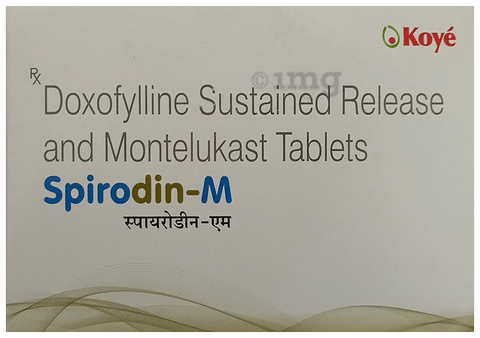 Koyé
Rx
© 1mg
Doxofylline Sustained Release
and Montelukast Tablets
Spirodin-M
स्पायरोडीन-एम